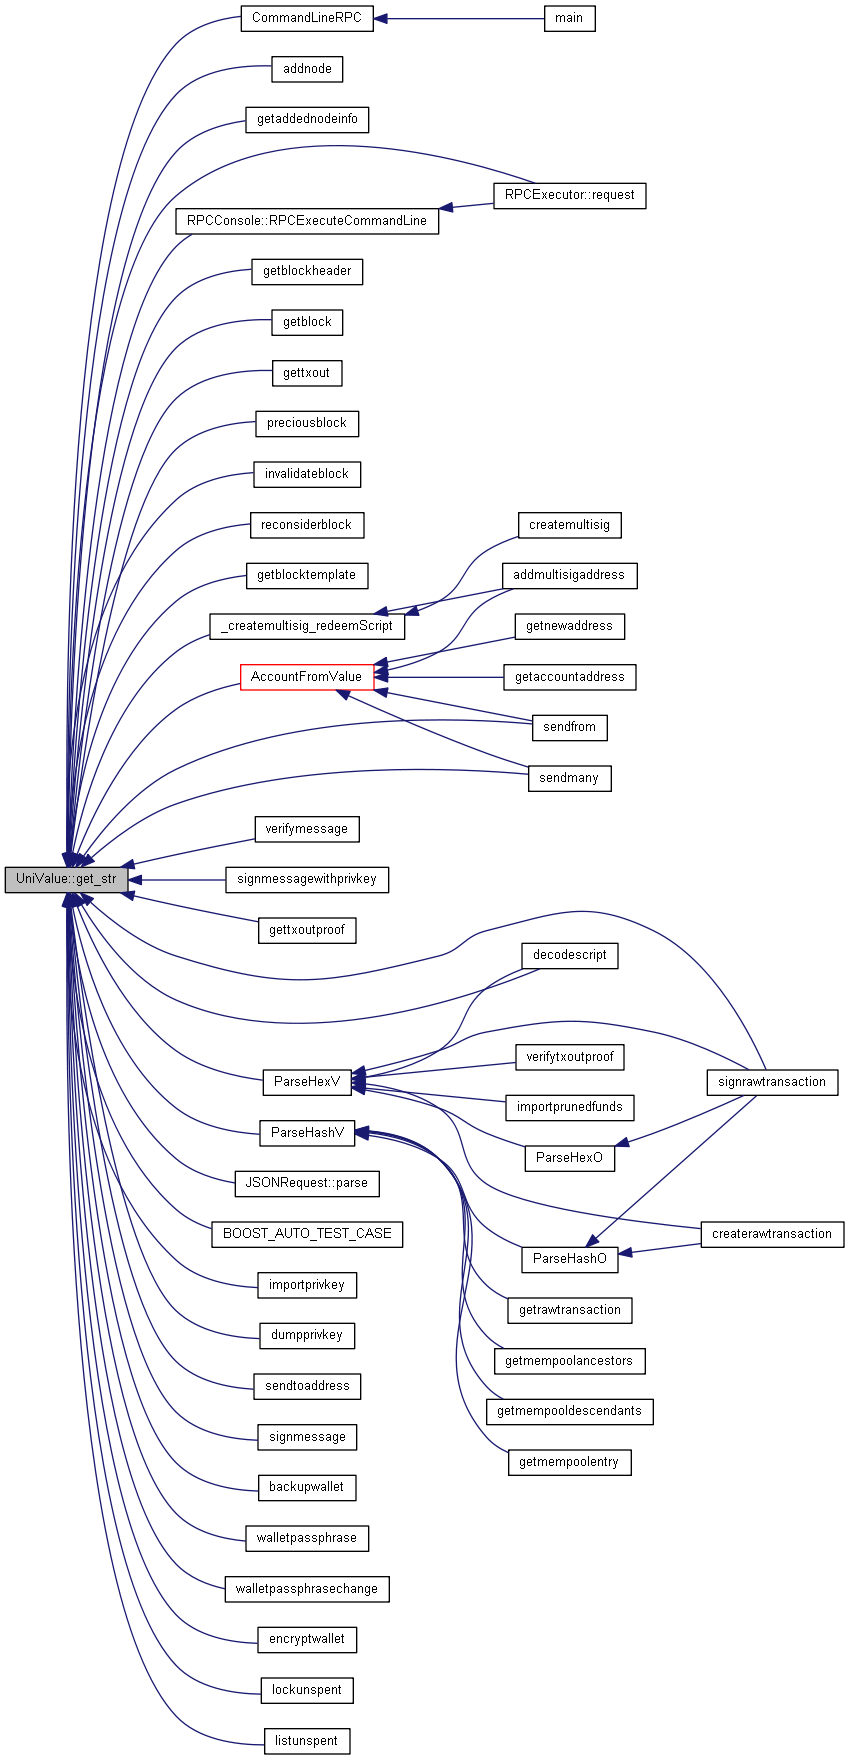 CommandLineRPC
main
addnode
getaddednodeinfo
RPCExecutor::request
RPCConsole::RPCExecuteCommandLine
getblockheader
getblock
gettxout
preciousblock
invalidateblock
reconsiderblock
createmultisig
getblocktemplate
addmultisigaddress
_createmultisig_redeemScript
getnewaddress
AccountFromValue
getaccountaddress
sendfrom
sendmany
verifymessage
UniValue::get_str
signmessagewithprivkey
gettxoutproof
decodescript
verifytxoutproof
ParseHexV
signrawtransaction
importprunedfunds
ParseHashV
ParseHexO
JSONRequest::parse
BOOST_AUTO_TEST_CASE
createrawtransaction
ParseHashO
importprivkey
getrawtransaction
dumpprivkey
getmempoolancestors
sendtoaddress
getmempooldescendants
signmessage
getmempoolentry
backupwallet
walletpassphrase
walletpassphrasechange
encryptwallet
lockunspent
listunspent